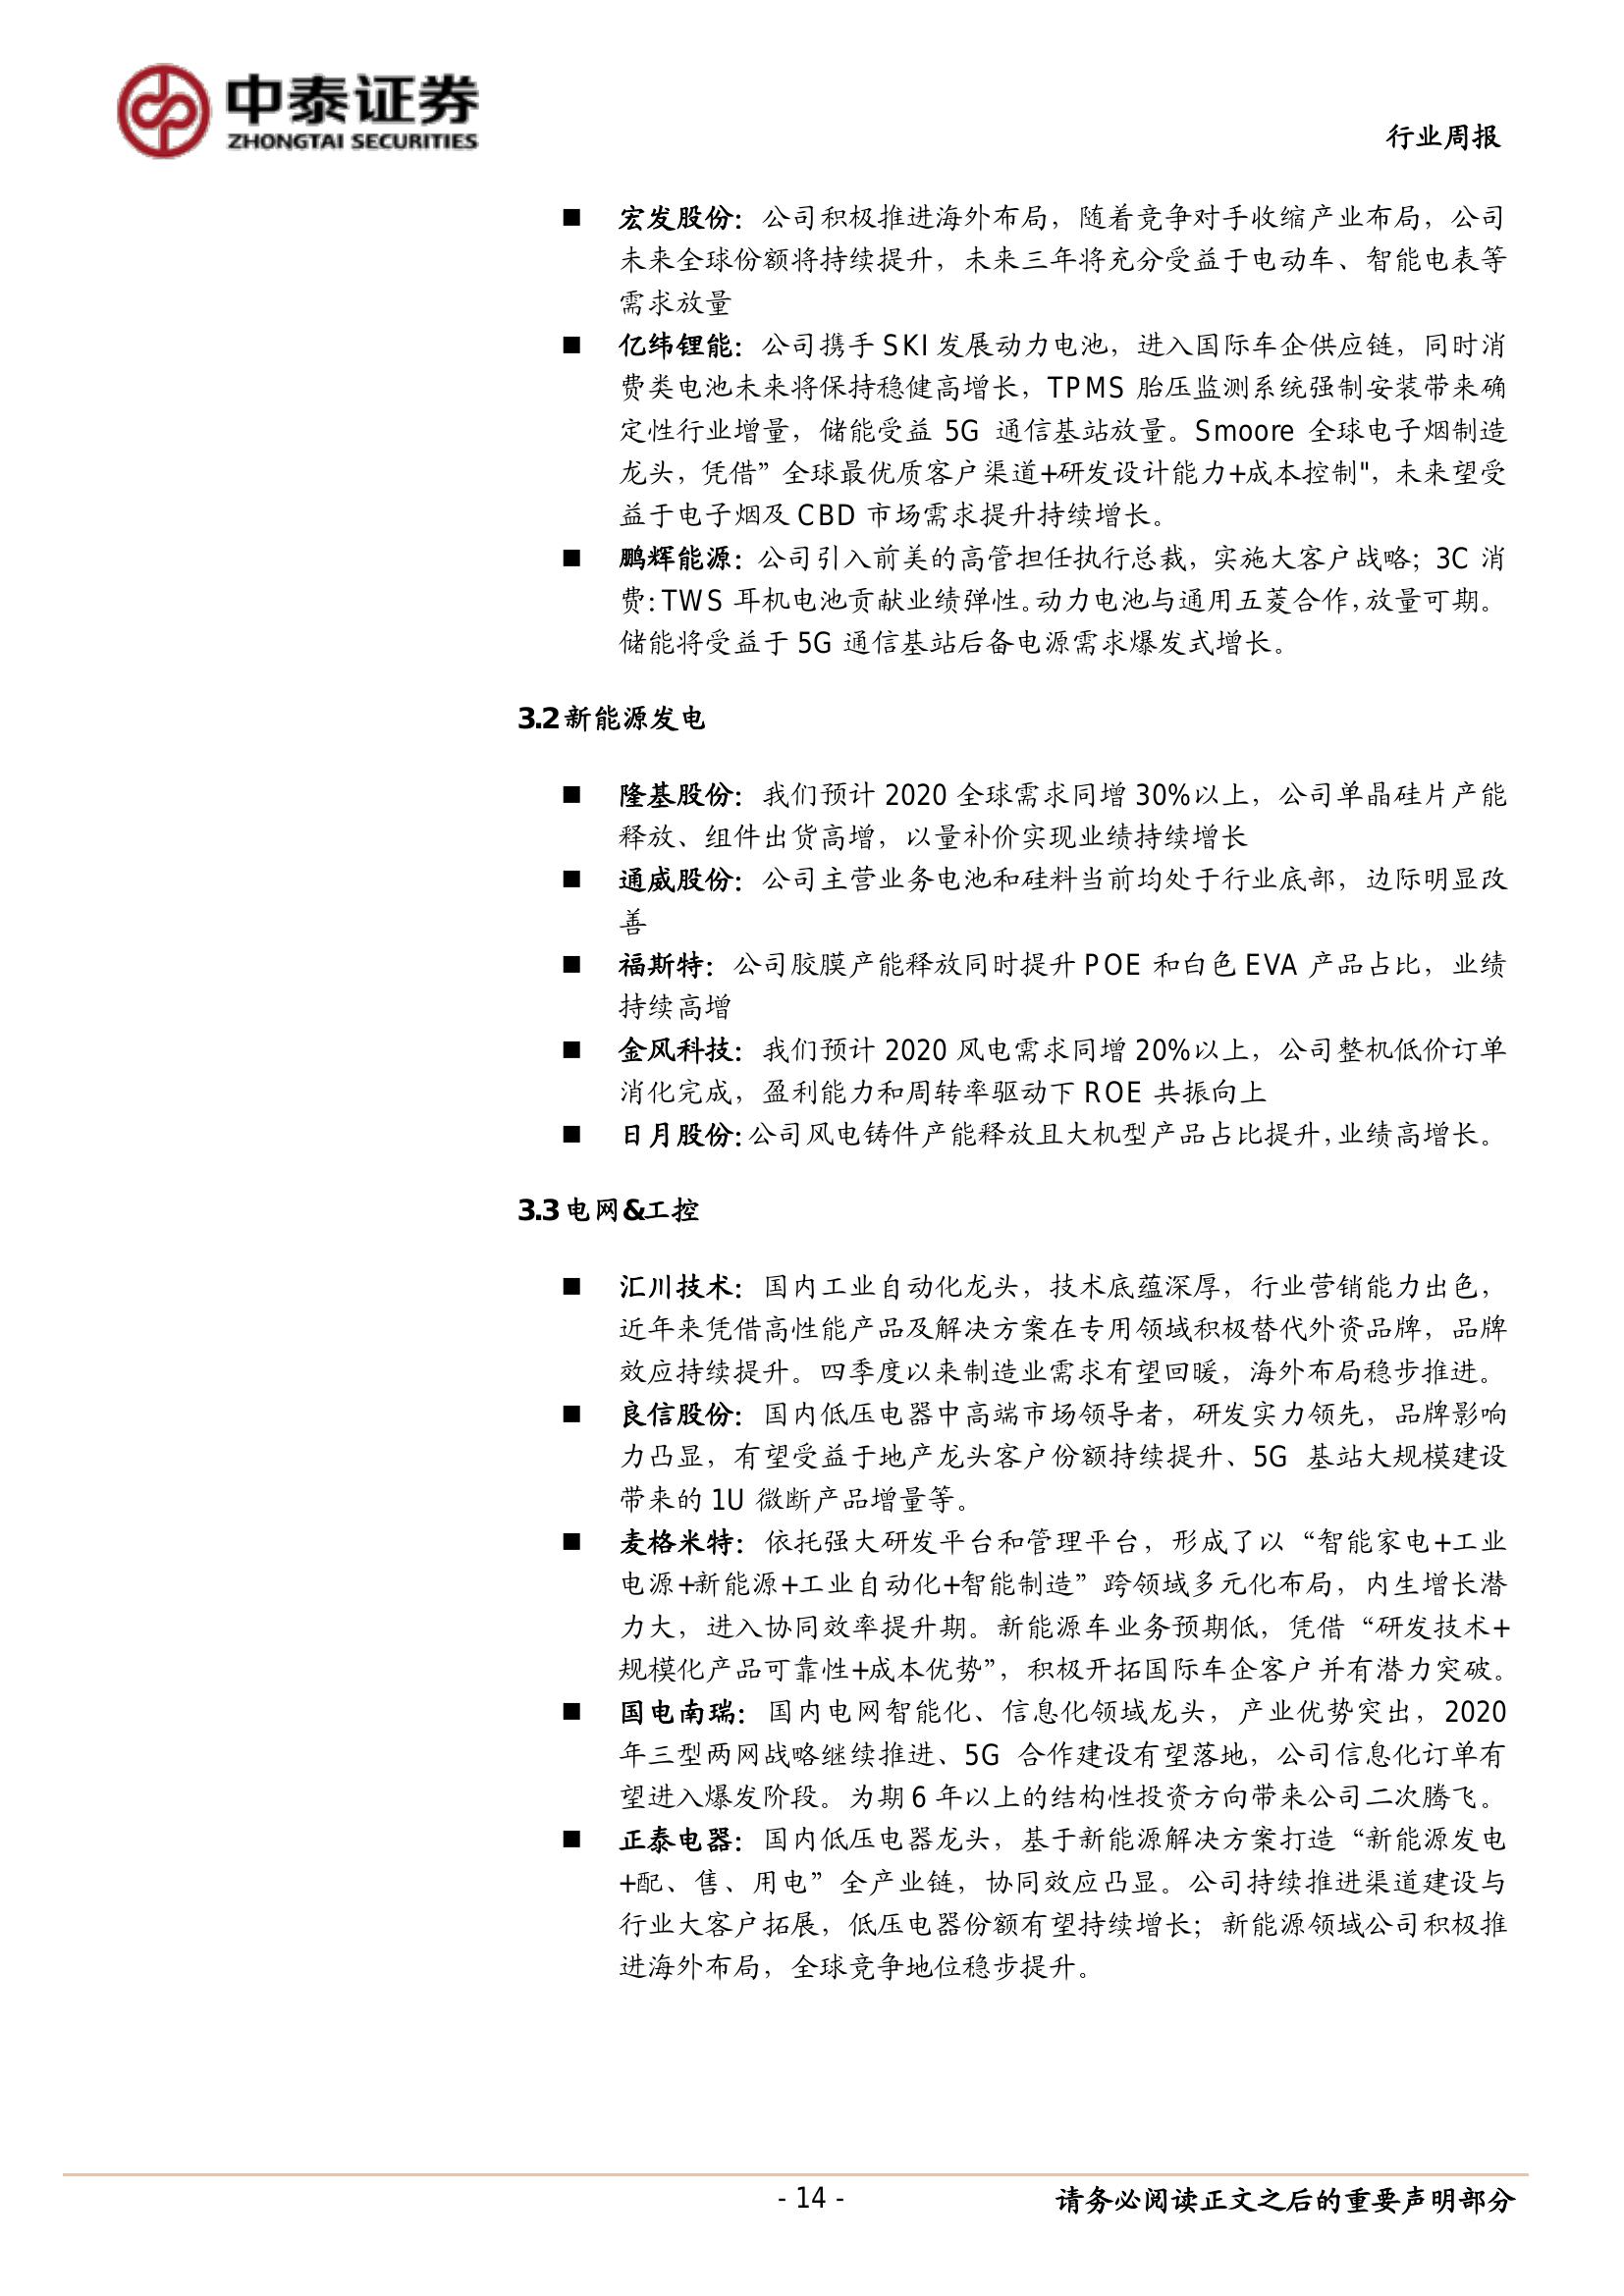 中泰证券
ZHONGTAI SECURITIES
行业周报
■ 宏发股份：公司积极推进海外布局，随着竞争对手收缩产业布局，公司
未来全球份额将持续提升，未来三年将充分受益于电动车、智能电表等
需求放量
■ 亿纬锂能：公司携手 SKI 发展动力电池，进入国际车企供应链，同时消
费类电池未来将保持稳健高增长，TPMS 胎压监测系统强制安装带来确
定性行业增量，储能受益 5G 通信基站放量。Smoore 全球电子烟制造
龙头，凭借”全球最优质客户渠道+研发设计能力+成本控制"，未来望受
益于电子烟及 CBD 市场需求提升持续增长。
■ 鹏辉能源：公司引入前美的高管担任执行总裁，实施大客户战略；3C 消
费：TWS 耳机电池贡献业绩弹性。动力电池与通用五菱合作，放量可期。
储能将受益于 5G 通信基站后备电源需求爆发式增长。
3.2 新能源发电
■ 隆基股份：我们预计 2020 全球需求同增 30%以上，公司单晶硅片产能
释放、组件出货高增，以量补价实现业绩持续增长
■ 通威股份：公司主营业务电池和硅料当前均处于行业底部，边际明显改
善
■ 福斯特：公司胶膜产能释放同时提升 POE 和白色 EVA 产品占比，业绩
持续高增
■ 金风科技：我们预计 2020 风电需求同增 20%以上，公司整机低价订单
消化完成，盈利能力和周转率驱动下 ROE 共振向上
■ 日月股份：公司风电铸件产能释放且大机型产品占比提升，业绩高增长。
3.3 电网&工控
■ 汇川技术：国内工业自动化龙头，技术底蕴深厚，行业营销能力出色，
近年来凭借高性能产品及解决方案在专用领域积极替代外资品牌，品牌
效应持续提升。四季度以来制造业需求有望回暖，海外布局稳步推进。
■ 良信股份：国内低压电器中高端市场领导者，研发实力领先，品牌影响
力凸显，有望受益于地产龙头客户份额持续提升、5G 基站大规模建设
带来的 1U 微断产品增量等。
■ 麦格米特：依托强大研发平台和管理平台，形成了以“智能家电+工业
电源+新能源+工业自动化+智能制造”跨领域多元化布局，内生增长潜
力大，进入协同效率提升期。新能源车业务预期低，凭借“研发技术+
规模化产品可靠性+成本优势”，积极开拓国际车企客户并有潜力突破。
■ 国电南瑞：国内电网智能化、信息化领域龙头，产业优势突出，2020
年三型两网战略继续推进、5G 合作建设有望落地，公司信息化订单有
望进入爆发阶段。为期 6 年以上的结构性投资方向带来公司二次腾飞。
■ 正泰电器：国内低压电器龙头，基于新能源解决方案打造“新能源发电
+配、售、用电”全产业链，协同效应凸显。公司持续推进渠道建设与
行业大客户拓展，低压电器份额有望持续增长；新能源领域公司积极推
进海外布局，全球竞争地位稳步提升。
- 14 -
请务必阅读正文之后的重要声明部分